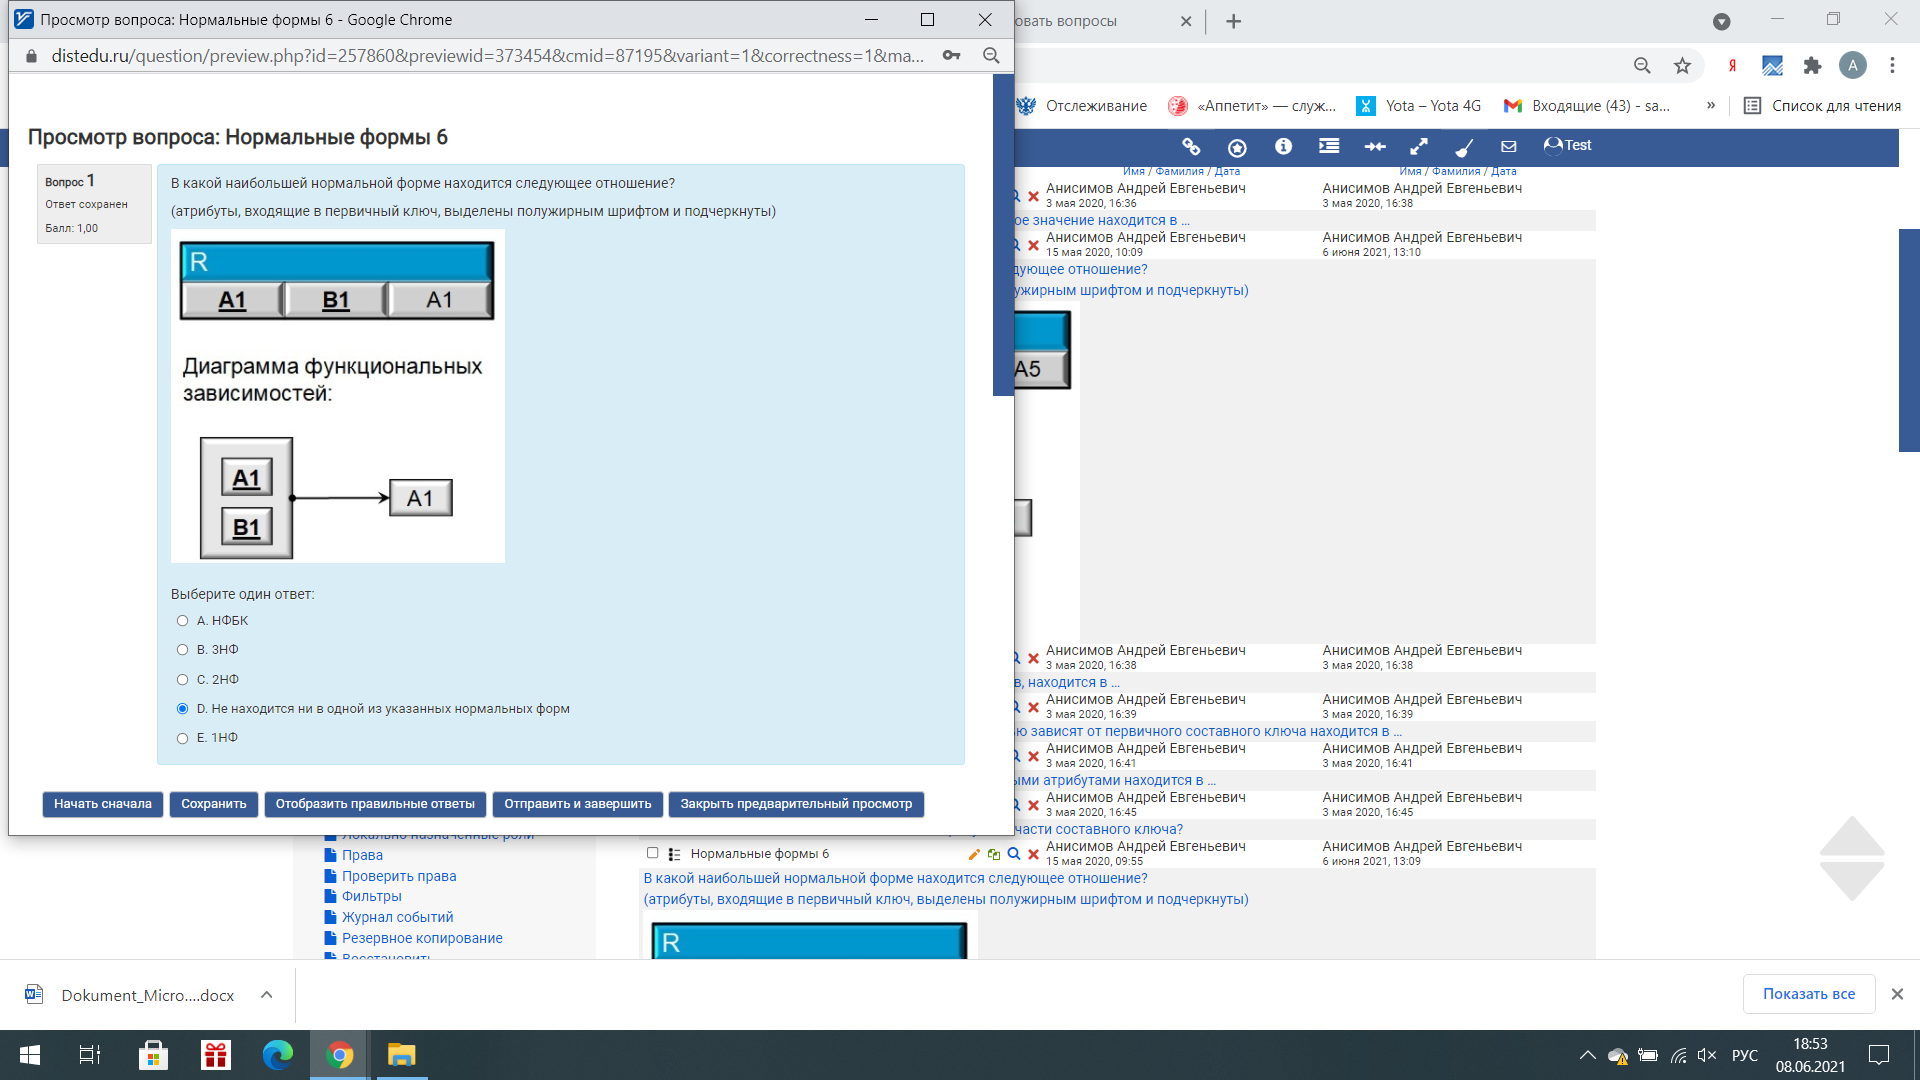 Просмотр вопроса: Нормальные формы 6 - Google Chrome
овать вопросы
distedu.ru/question/preview.php?id=257860&previewid=373454&cmid=87195&variant=1&correctness=1&ma...
Я
A
Отслеживание
«Аппетит» — служ...
Yota – Yota 4G
Входящие (43) - sa...
»
Список для чтения
Просмотр вопроса: Нормальные формы 6
Test
Вопрос 1
Ответ сохранен
Балл: 1,00
В какой наибольшей нормальной форме находится следующее отношение?
(атрибуты, входящие в первичный ключ, выделены полужирным шрифтом и подчеркнуты)
R
A1 B1 A1
Диаграмма функциональных
зависимостей:
A1
B1
A1
Выберите один ответ:
A. НФБК
B. 3НФ
C. 2НФ
D. Не находится ни в одной из указанных нормальных форм
E. 1НФ
Начать сначала
Сохранить
Отобразить правильные ответы
Отправить и завершить
Закрыть предварительный просмотр
Имя / Фамилия / Дата
Имя / Фамилия / Дата
Анисимов Андрей Евгеньевич
3 мая 2020, 16:36
Анисимов Андрей Евгеньевич
3 мая 2020, 16:38
ое значение находится в ...
Анисимов Андрей Евгеньевич
15 мая 2020, 10:09
Анисимов Андрей Евгеньевич
6 июня 2021, 13:10
дующее отношение?
ужирным шрифтом и подчеркнуты)
A5
Анисимов Андрей Евгеньевич
3 мая 2020, 16:38
Анисимов Андрей Евгеньевич
3 мая 2020, 16:38
в, находится в ...
Анисимов Андрей Евгеньевич
3 мая 2020, 16:39
Анисимов Андрей Евгеньевич
3 мая 2020, 16:39
ью зависят от первичного составного ключа находится в ...
Анисимов Андрей Евгеньевич
3 мая 2020, 16:41
Анисимов Андрей Евгеньевич
3 мая 2020, 16:41
ыми атрибутами находится в ...
Анисимов Андрей Евгеньевич
3 мая 2020, 16:45
Анисимов Андрей Евгеньевич
3 мая 2020, 16:45
части составного ключа?
Нормальные формы 6
Анисимов Андрей Евгеньевич
15 мая 2020, 09:55
Анисимов Андрей Евгеньевич
6 июня 2021, 13:09
В какой наибольшей нормальной форме находится следующее отношение?
(атрибуты, входящие в первичный ключ, выделены полужирным шрифтом и подчеркнуты)
R
Локально назначенные роли
Права
Проверить права
Фильтры
Журнал событий
Резервное копирование
Восстановить
Dokument_Micro....docx
Показать все
РУС
18:53
08.06.2021